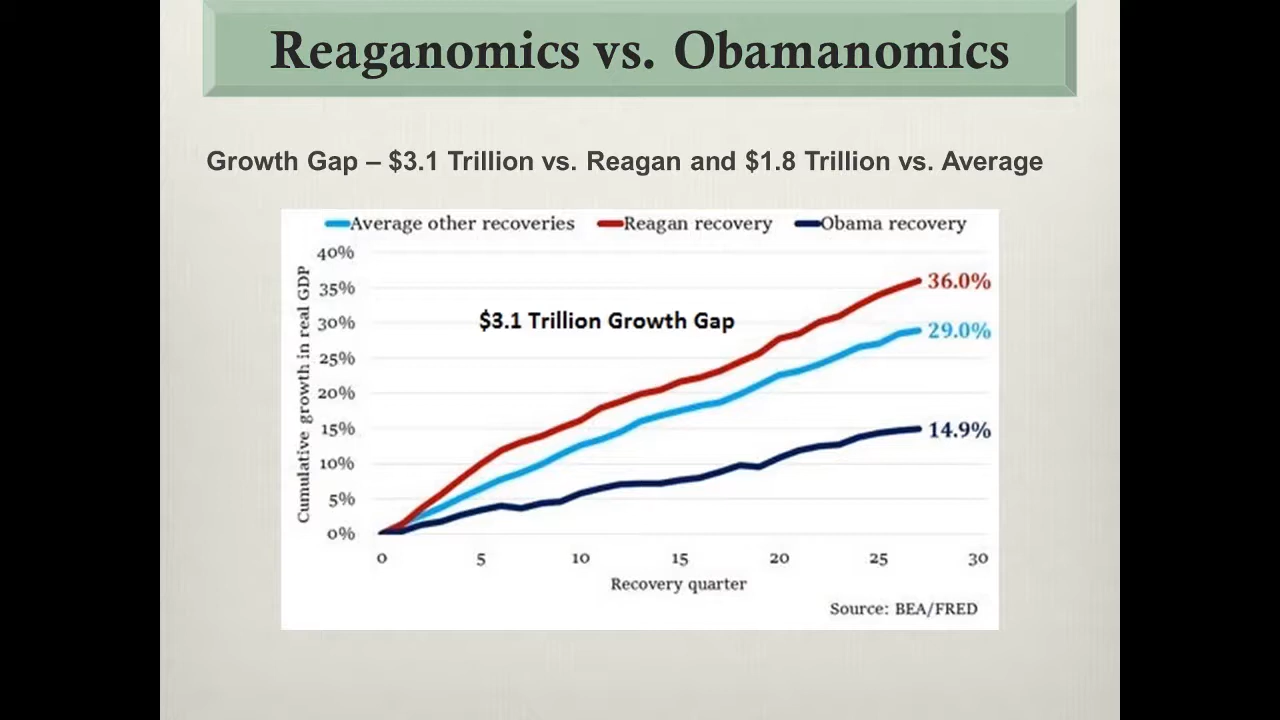 Reaganomics vs. Obamanomics
Growth Gap – $3.1 Trillion vs. Reagan and $1.8 Trillion vs. Average
Average other recoveries Reagan recovery Obama recovery
Cumulative growth in real GDP
40%
35%
30%
25%
20%
15%
10%
5%
0%
$3.1 Trillion Growth Gap
36.0%
29.0%
14.9%
0 5 10 15 20 25 30
Recovery quarter
Source: BEA/FRED